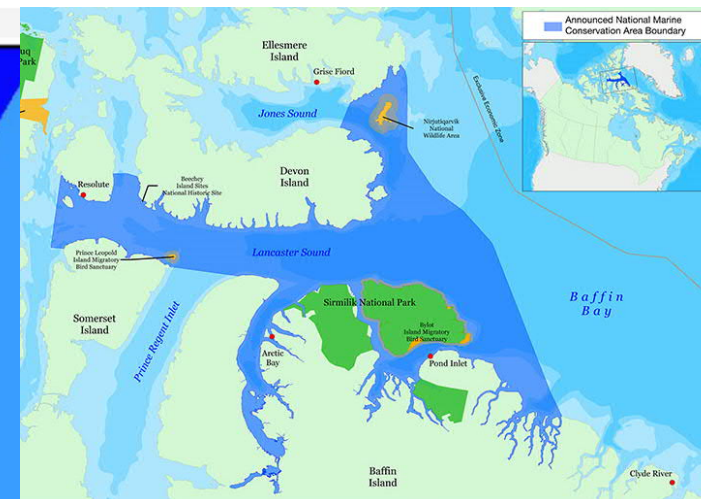 Announced National Marine
Conservation Area Boundary
uq
Park
Ellesmere
Island
Grise Fiord
Jones Sound
Nirjutiqarvik
National
Wildlife Area
Exclusive Economic Zone
Devon
Island
Beechey
Island Sites
National Historic Site
Resolute
Lancaster Sound
Prince Leopold
Island Migratory
Bird Sanctuary
Somerset
Island
Prince Regent Inlet
Sirmilik National Park
Bylot
Island Migratory
Bird Sanctuary
Baffin
Bay
Arctic
Bay
Pond Inlet
Baffin
Island
Clyde River